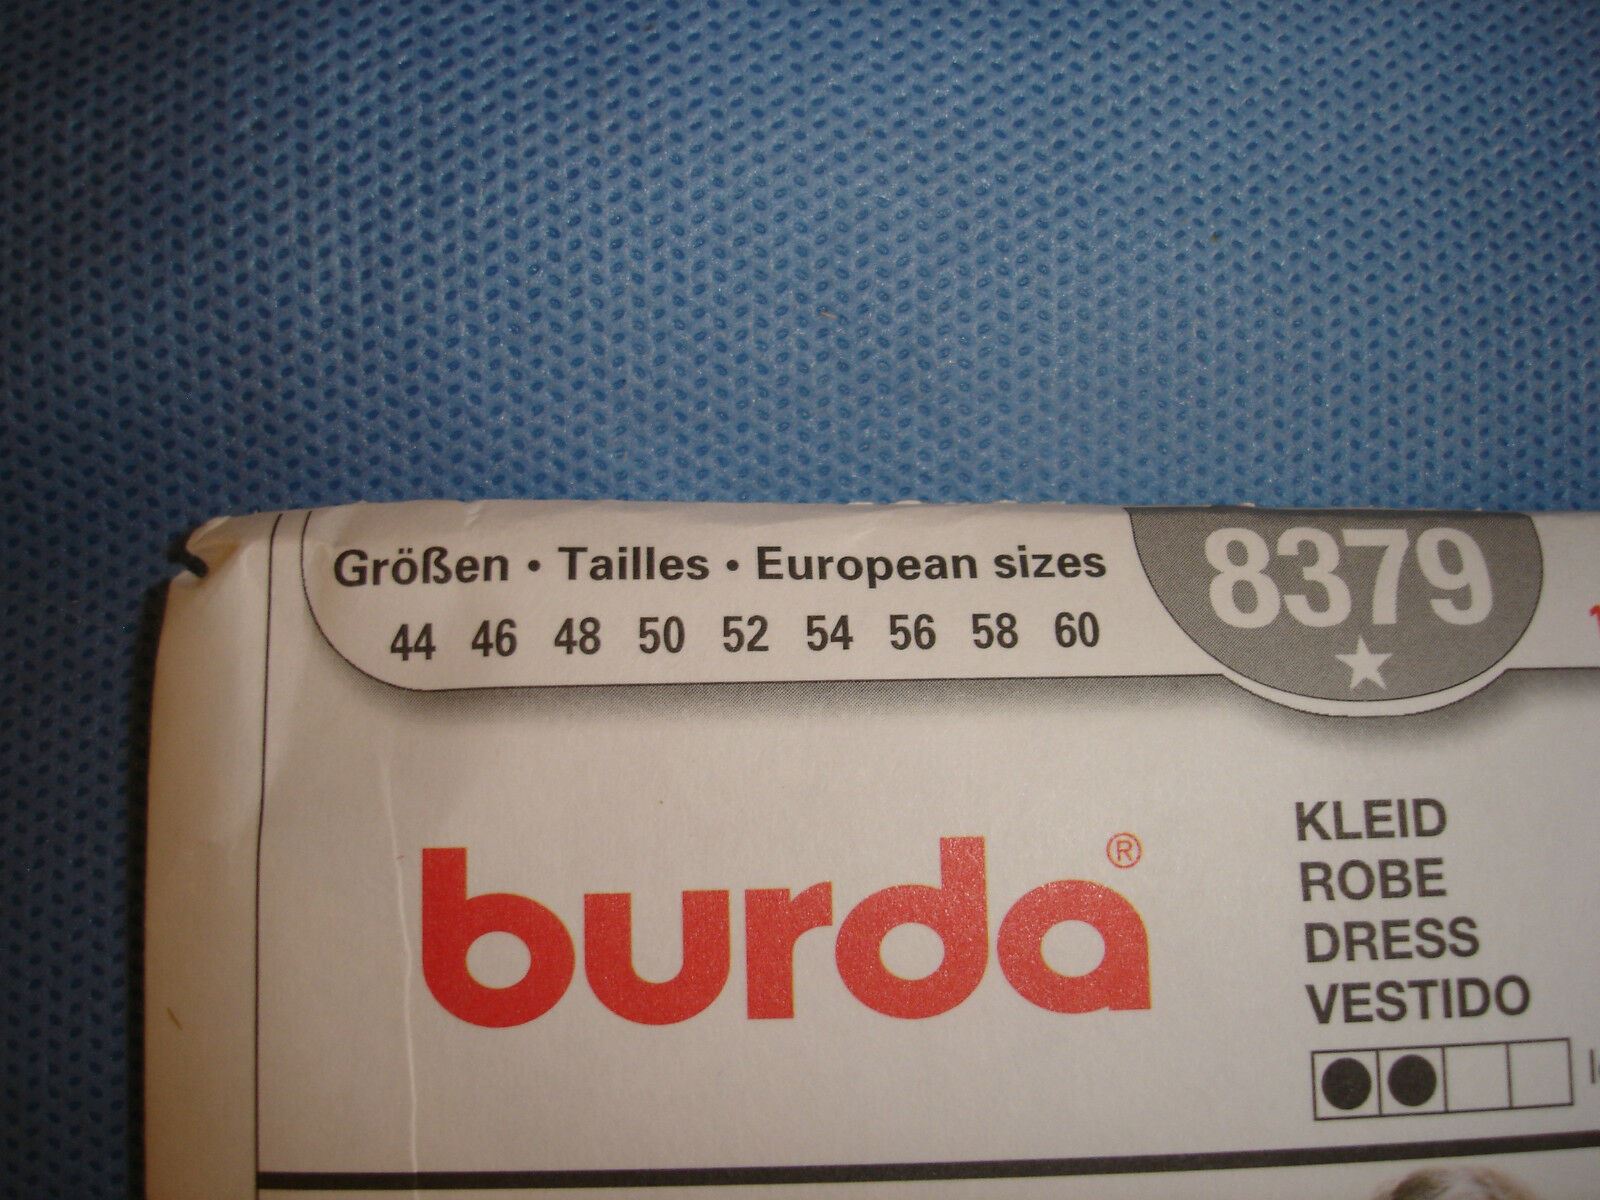 Größen • Tailles • European sizes
44 46 48 50 52 54 56 58 60
8379
burda®
KLEID
ROBE
DRESS
VESTIDO